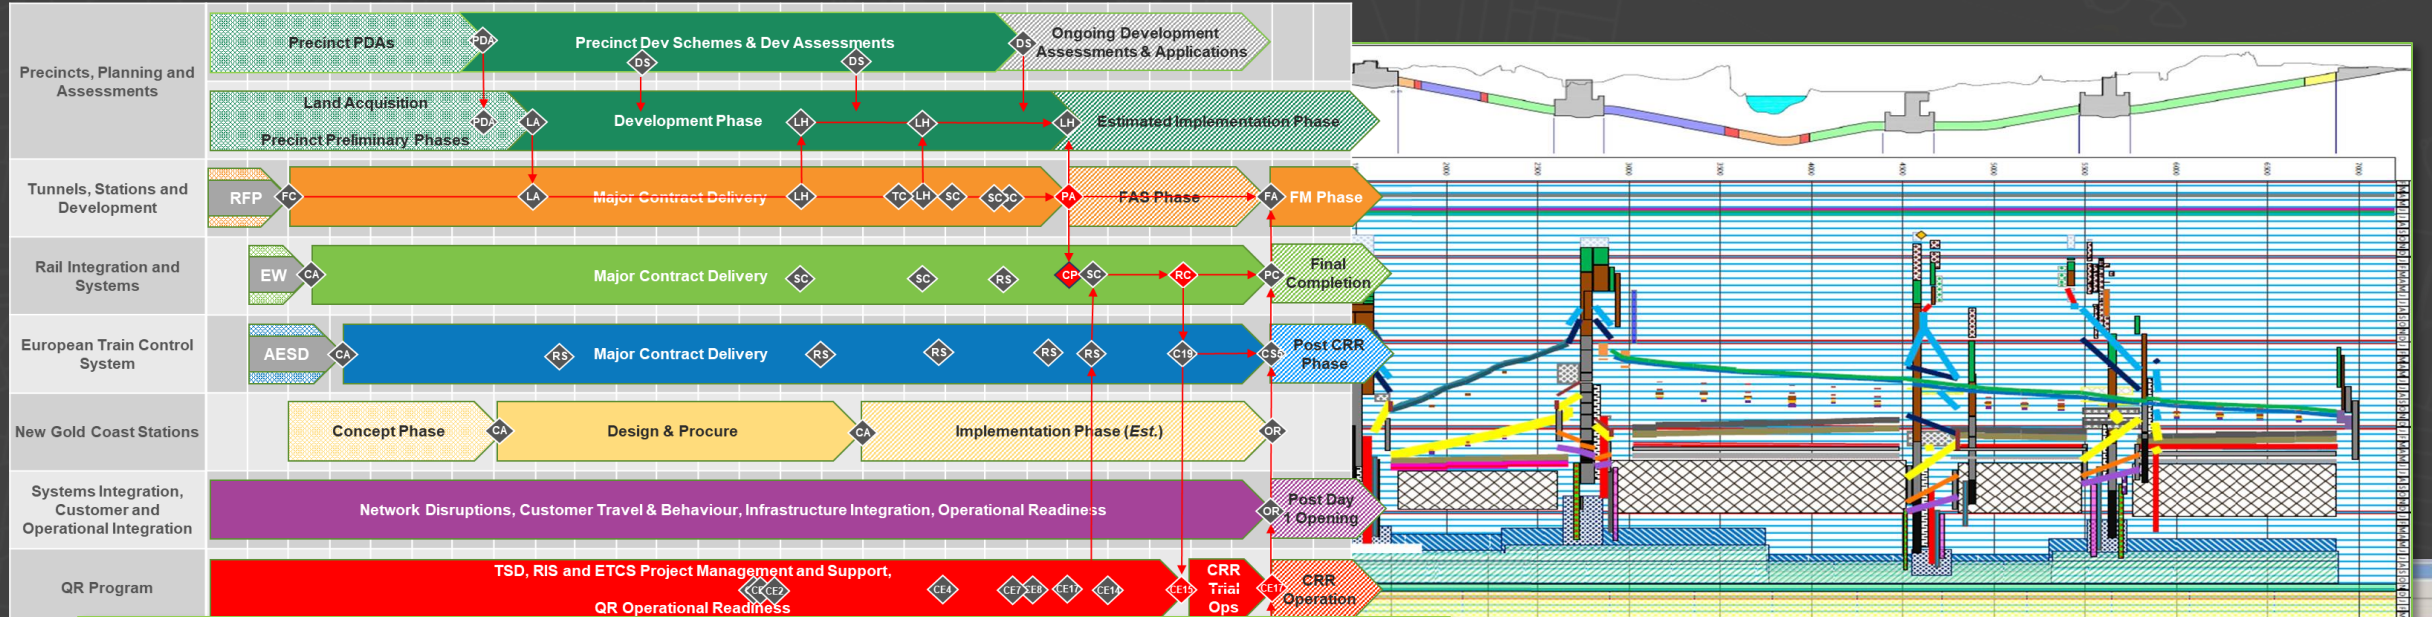 Precincts, Planning and
Assessments
Precinct PDAs
PDA
Precinct Dev Schemes & Dev Assessments
DS
DS
DS
Ongoing Development
Assessments & Applications
Land Acquisition
Precinct Preliminary Phases
PDA
LA
Development Phase
LH
LH
LH
Estimated Implementation Phase
Tunnels, Stations and
Development
RFP
FC
LA
Major Contract Delivery
LH
TC
LH
SC
SC
PA
FAS Phase
FA
FM Phase
Rail Integration and
Systems
EW
CA
Major Contract Delivery
SC
SC
RS
CP
SC
RC
PC
Final
Completion
European Train Control
System
AESD
CA
RS
Major Contract Delivery
RS
RS
RS
RS
C19
CS5
Post CRR
Phase
New Gold Coast Stations
Concept Phase
CA
Design & Procure
CA
Implementation Phase (Est.)
OR
Systems Integration,
Customer and
Operational Integration
Network Disruptions, Customer Travel & Behaviour, Infrastructure Integration, Operational Readiness
OR
Post Day
1 Opening
QR Program
TSD, RIS and ETCS Project Management and Support,
QR Operational Readiness
CE2
CE4
CE7
CE8
CE17
CE14
CE15
CRR
Trial
Ops
CE17
CRR
Operation